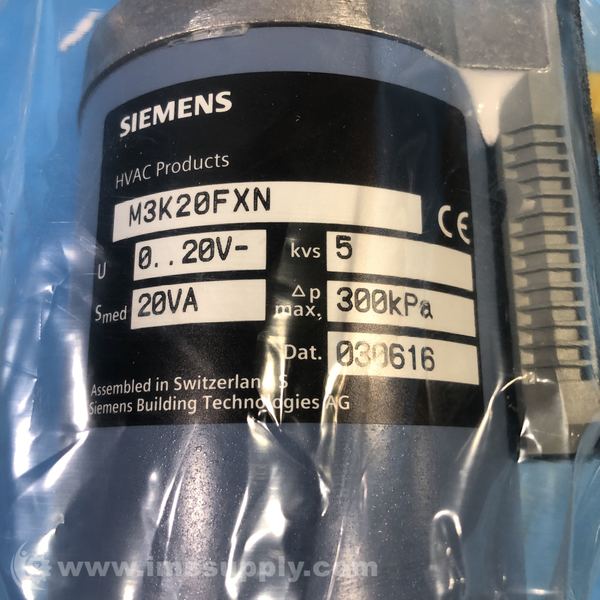 SIEMENS
HVAC Products
M3K20FXN
CE
U 0..20V- kvs 5
Smed 20VA Δp max. 300kPa
Dat. 030616
Assembled in Switzerland S
Siemens Building Technologies AG
www.imssupply.com